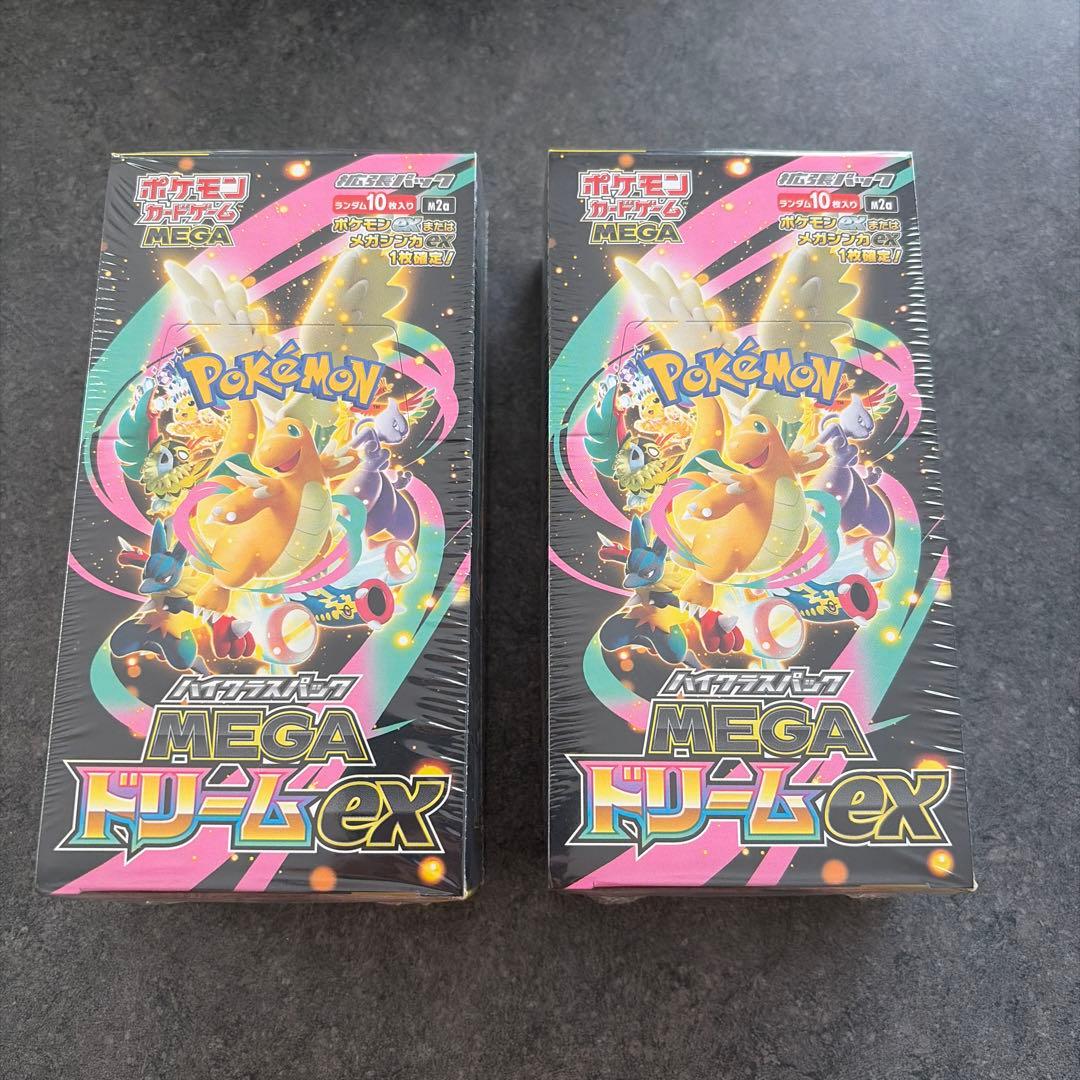 ポケモン
カードゲーム
MEGA
拡張パック
ランダム10枚入り M2a
ポケモンexまたは
メガシンカex
1枚確定!
POKéMON
TM
ハイクラスパック
MEGA
ドリームex
ポケモン
カードゲーム
MEGA
拡張パック
ランダム10枚入り M2a
ポケモンexまたは
メガシンカex
1枚確定!
POKéMON
TM
ハイクラスパック
MEGA
ドリームex